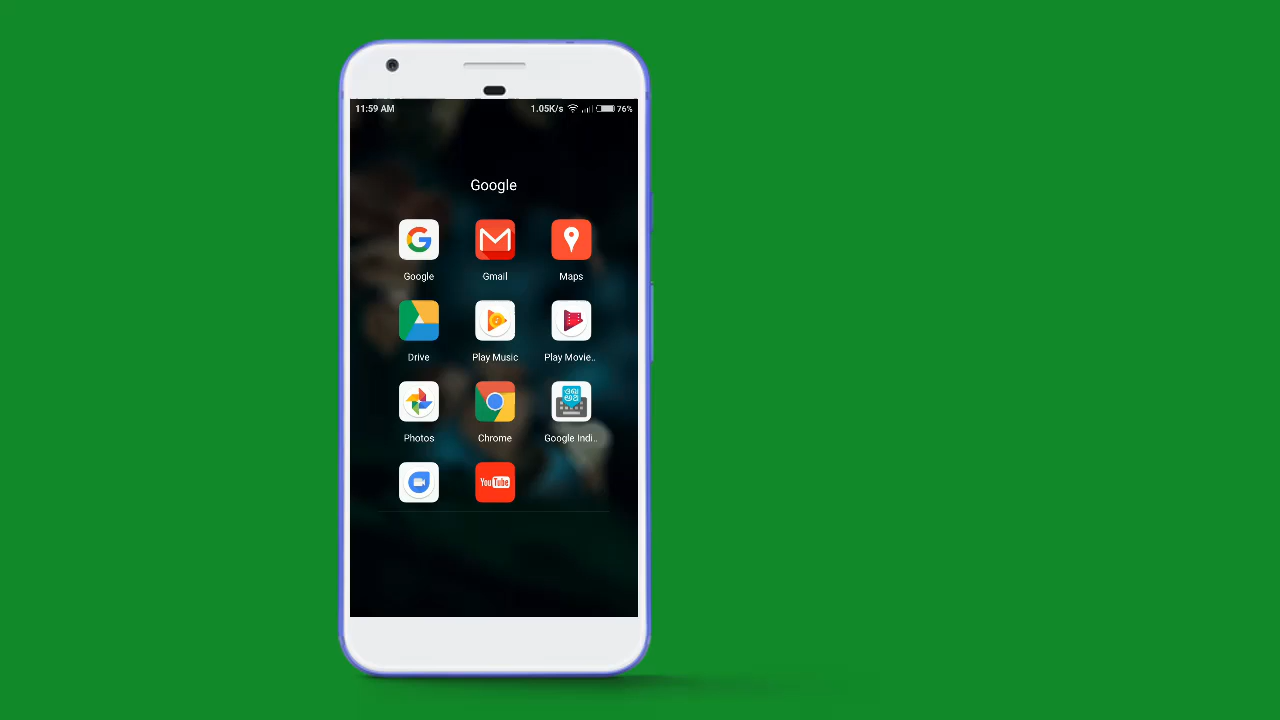 11:59 AM 1.05K/s 76%
Google
Google Gmail Maps
Drive Play Music Play Movie..
Photos Chrome Google Indi..
YouTube